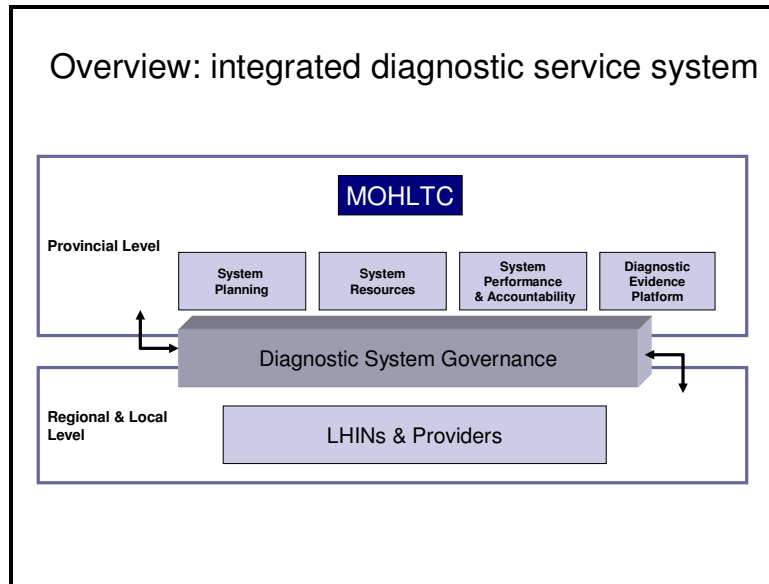 Overview: integrated diagnostic service system
MOHLTC
Provincial Level
System
Planning
System
Resources
System
Performance
& Accountability
Diagnostic
Evidence
Platform
Diagnostic System Governance
Regional & Local
Level
LHINs & Providers